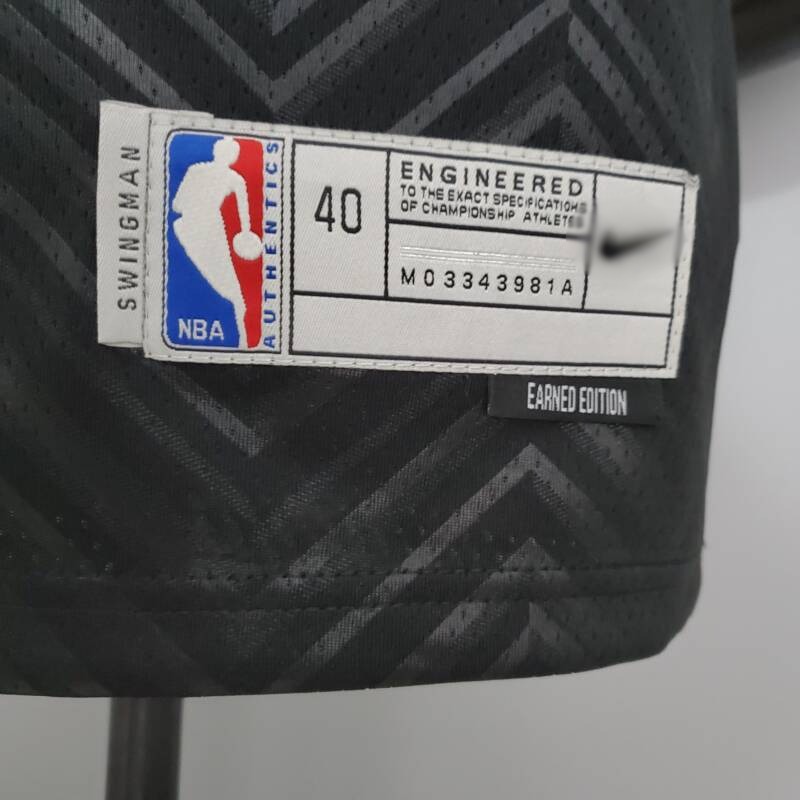 SWINGMAN
NBA
AUTHENTICS
40
ENGINEERED
TO THE EXACT SPECIFICATIONS
OF CHAMPIONSHIP ATHLETES
M03343981A
EARNED EDITION